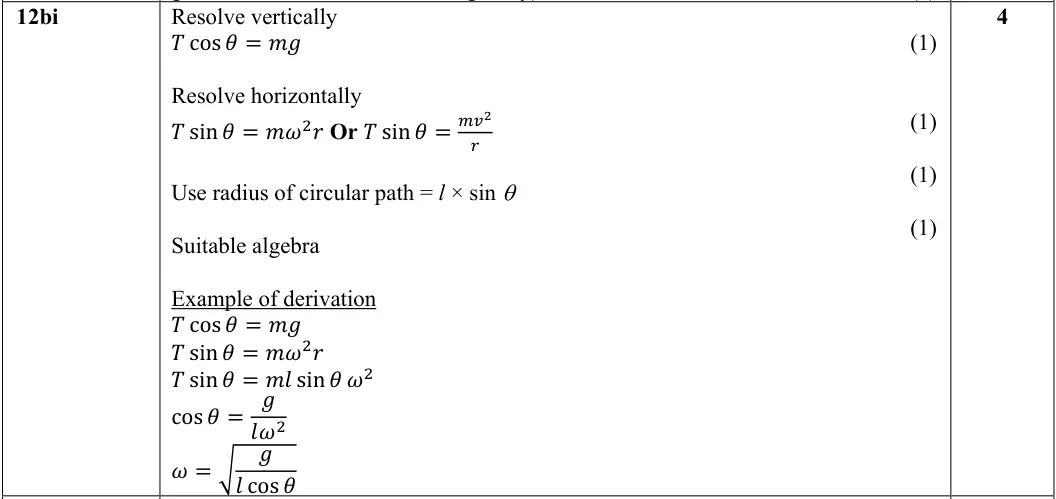 12bi
Resolve vertically
4
𝑇 cos 𝜃 = 𝑚𝑔 (1)
Resolve horizontally
𝑇 sin 𝜃 = 𝑚𝜔²𝑟 Or 𝑇 sin 𝜃 = 𝑚𝑣²/𝑟 (1)
Use radius of circular path = l × sin θ (1)
Suitable algebra (1)
Example of derivation
𝑇 cos 𝜃 = 𝑚𝑔
𝑇 sin 𝜃 = 𝑚𝜔²𝑟
𝑇 sin 𝜃 = 𝑚𝑙 sin 𝜃 𝜔²
cos 𝜃 = 𝑔/𝑙𝜔²
𝜔 = √(𝑔/𝑙 cos 𝜃)